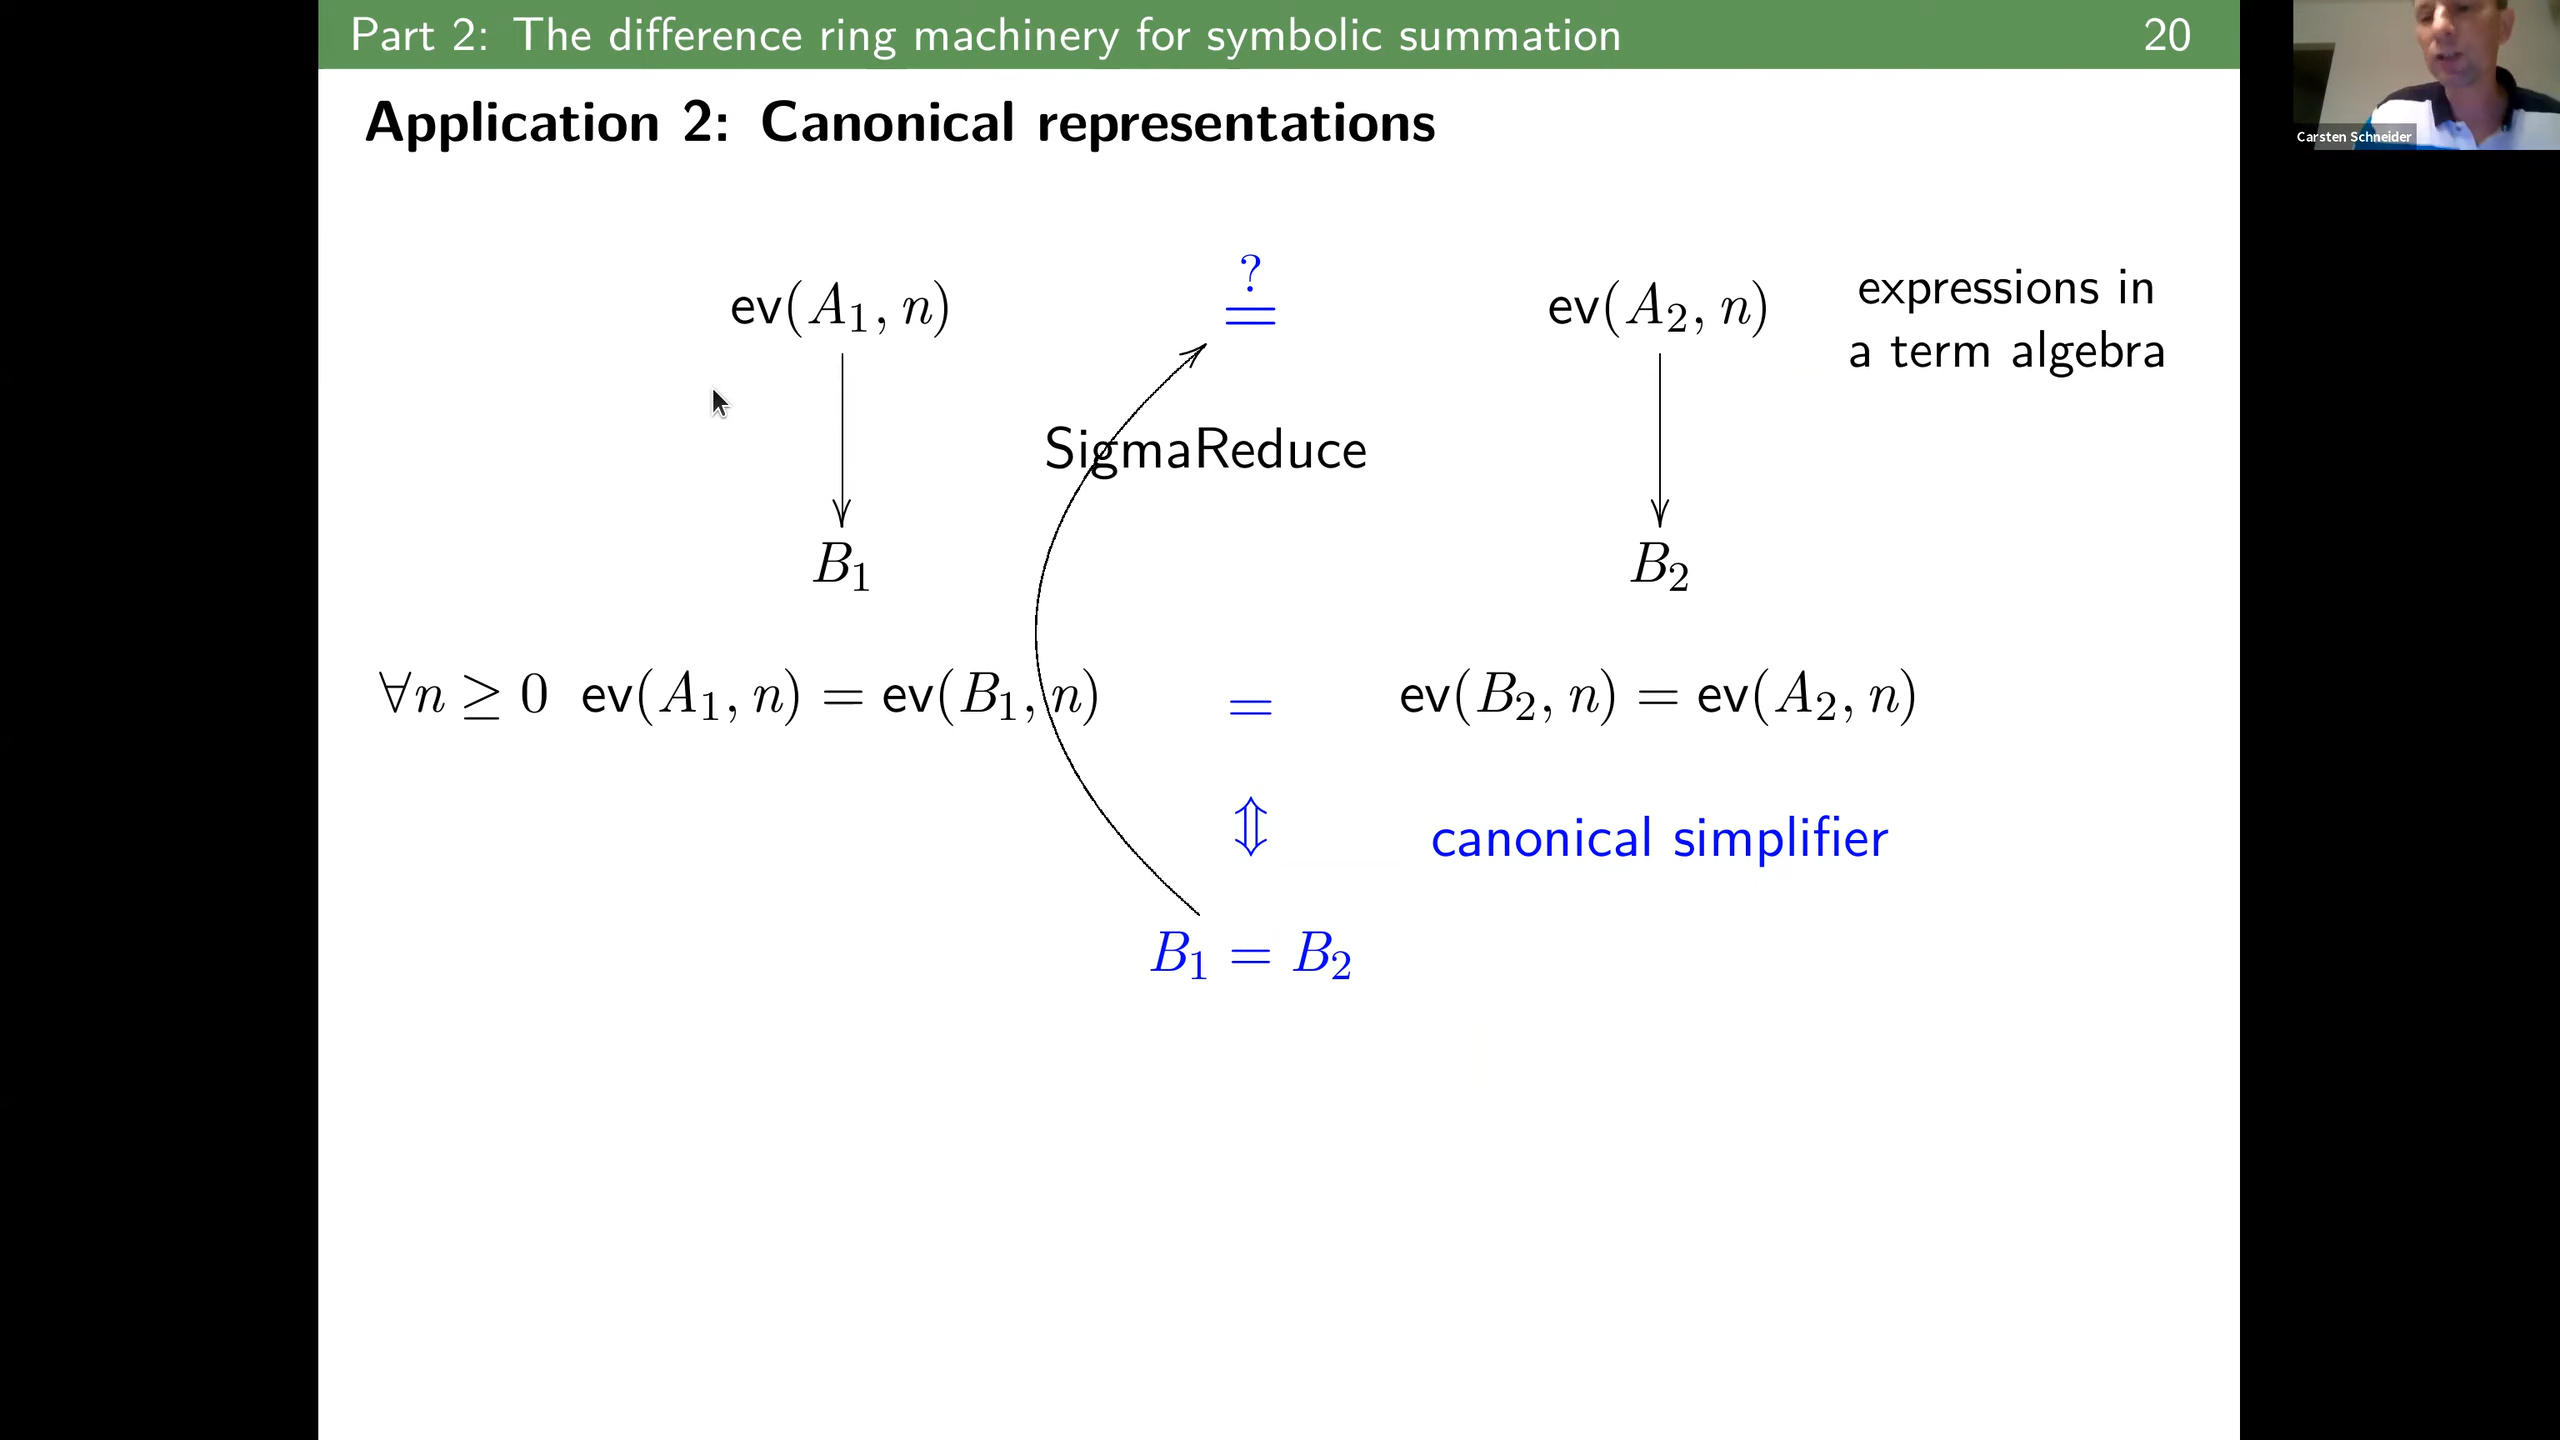 Part 2: The difference ring machinery for symbolic summation 20
Carsten Schneider
Application 2: Canonical representations
ev(A₁, n) ≟ ev(A₂, n) expressions in
a term algebra
SigmaReduce
B₁ B₂
∀n ≥ 0 ev(A₁, n) = ev(B₁, n) = ev(B₂, n) = ev(A₂, n)
⇕ canonical simplifier
B₁ = B₂